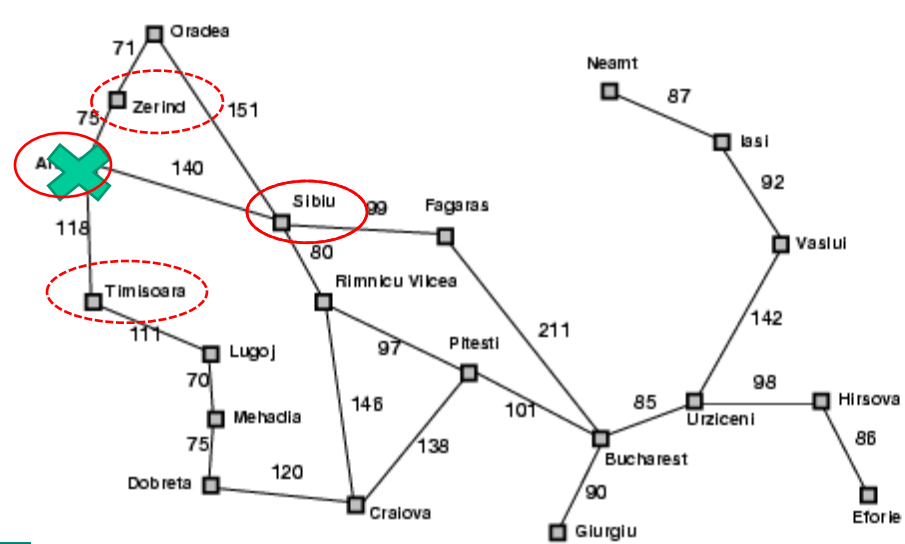 Oradea
71
Neamt
87
Zerind
151
75
Iasi
140
92
Sibiu
99
Fagaras
118
Vaslui
80
Timisoara
Rimnicu Vilcea
142
111
211
Lugoj
97
Pitesti
70
98
146
101
85
Hirsova
Mehadia
Urziceni
75
138
86
Bucharest
Dobreta
120
90
Craiova
Eforie
Giurgiu